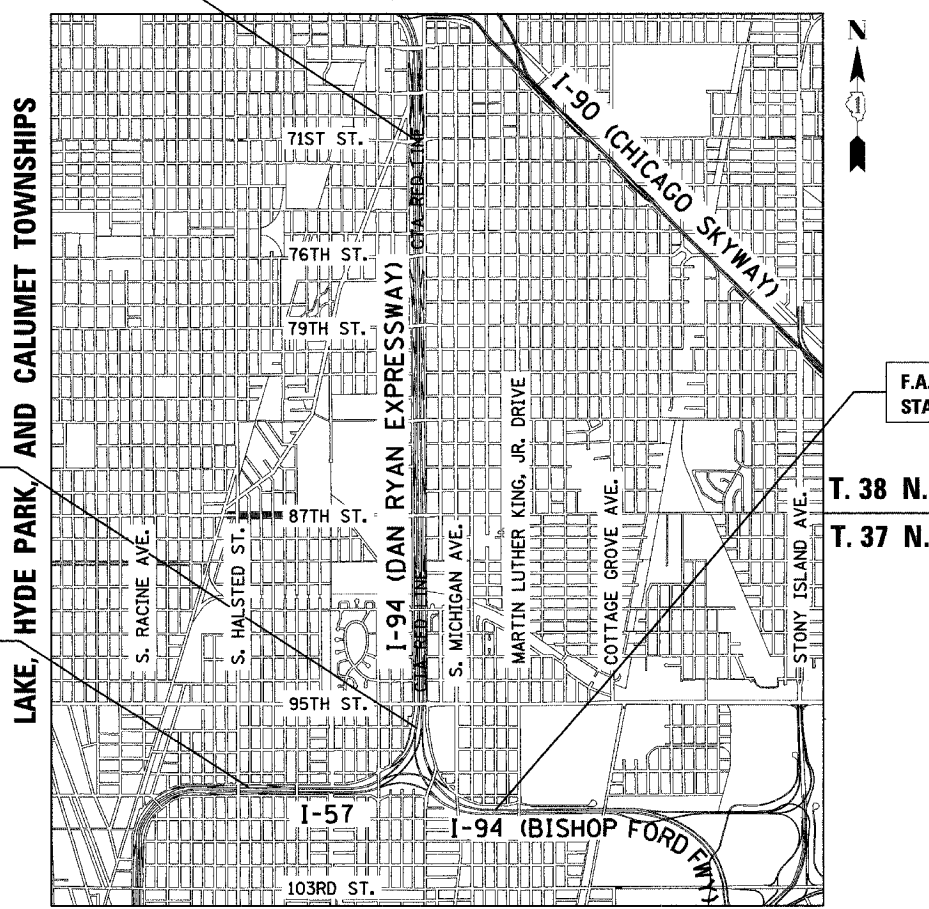 LAKE, HYDE PARK, AND CALUMET TOWNSHIPS
N
I-90 (CHICAGO SKYWAY)
71ST ST.
CTA RED LINE
76TH ST.
I-94 (DAN RYAN EXPRESSWAY)
79TH ST.
F.A.
STA
MARTIN LUTHER KING, JR. DRIVE
COTTAGE GROVE AVE.
T. 38 N.
T. 37 N.
STONY ISLAND AVE.
87TH ST.
S. RACINE AVE.
S. HALSTED ST.
CTA RED LINE
S. MICHIGAN AVE.
95TH ST.
I-57
I-94 (BISHOP FORD FWY)
103RD ST.